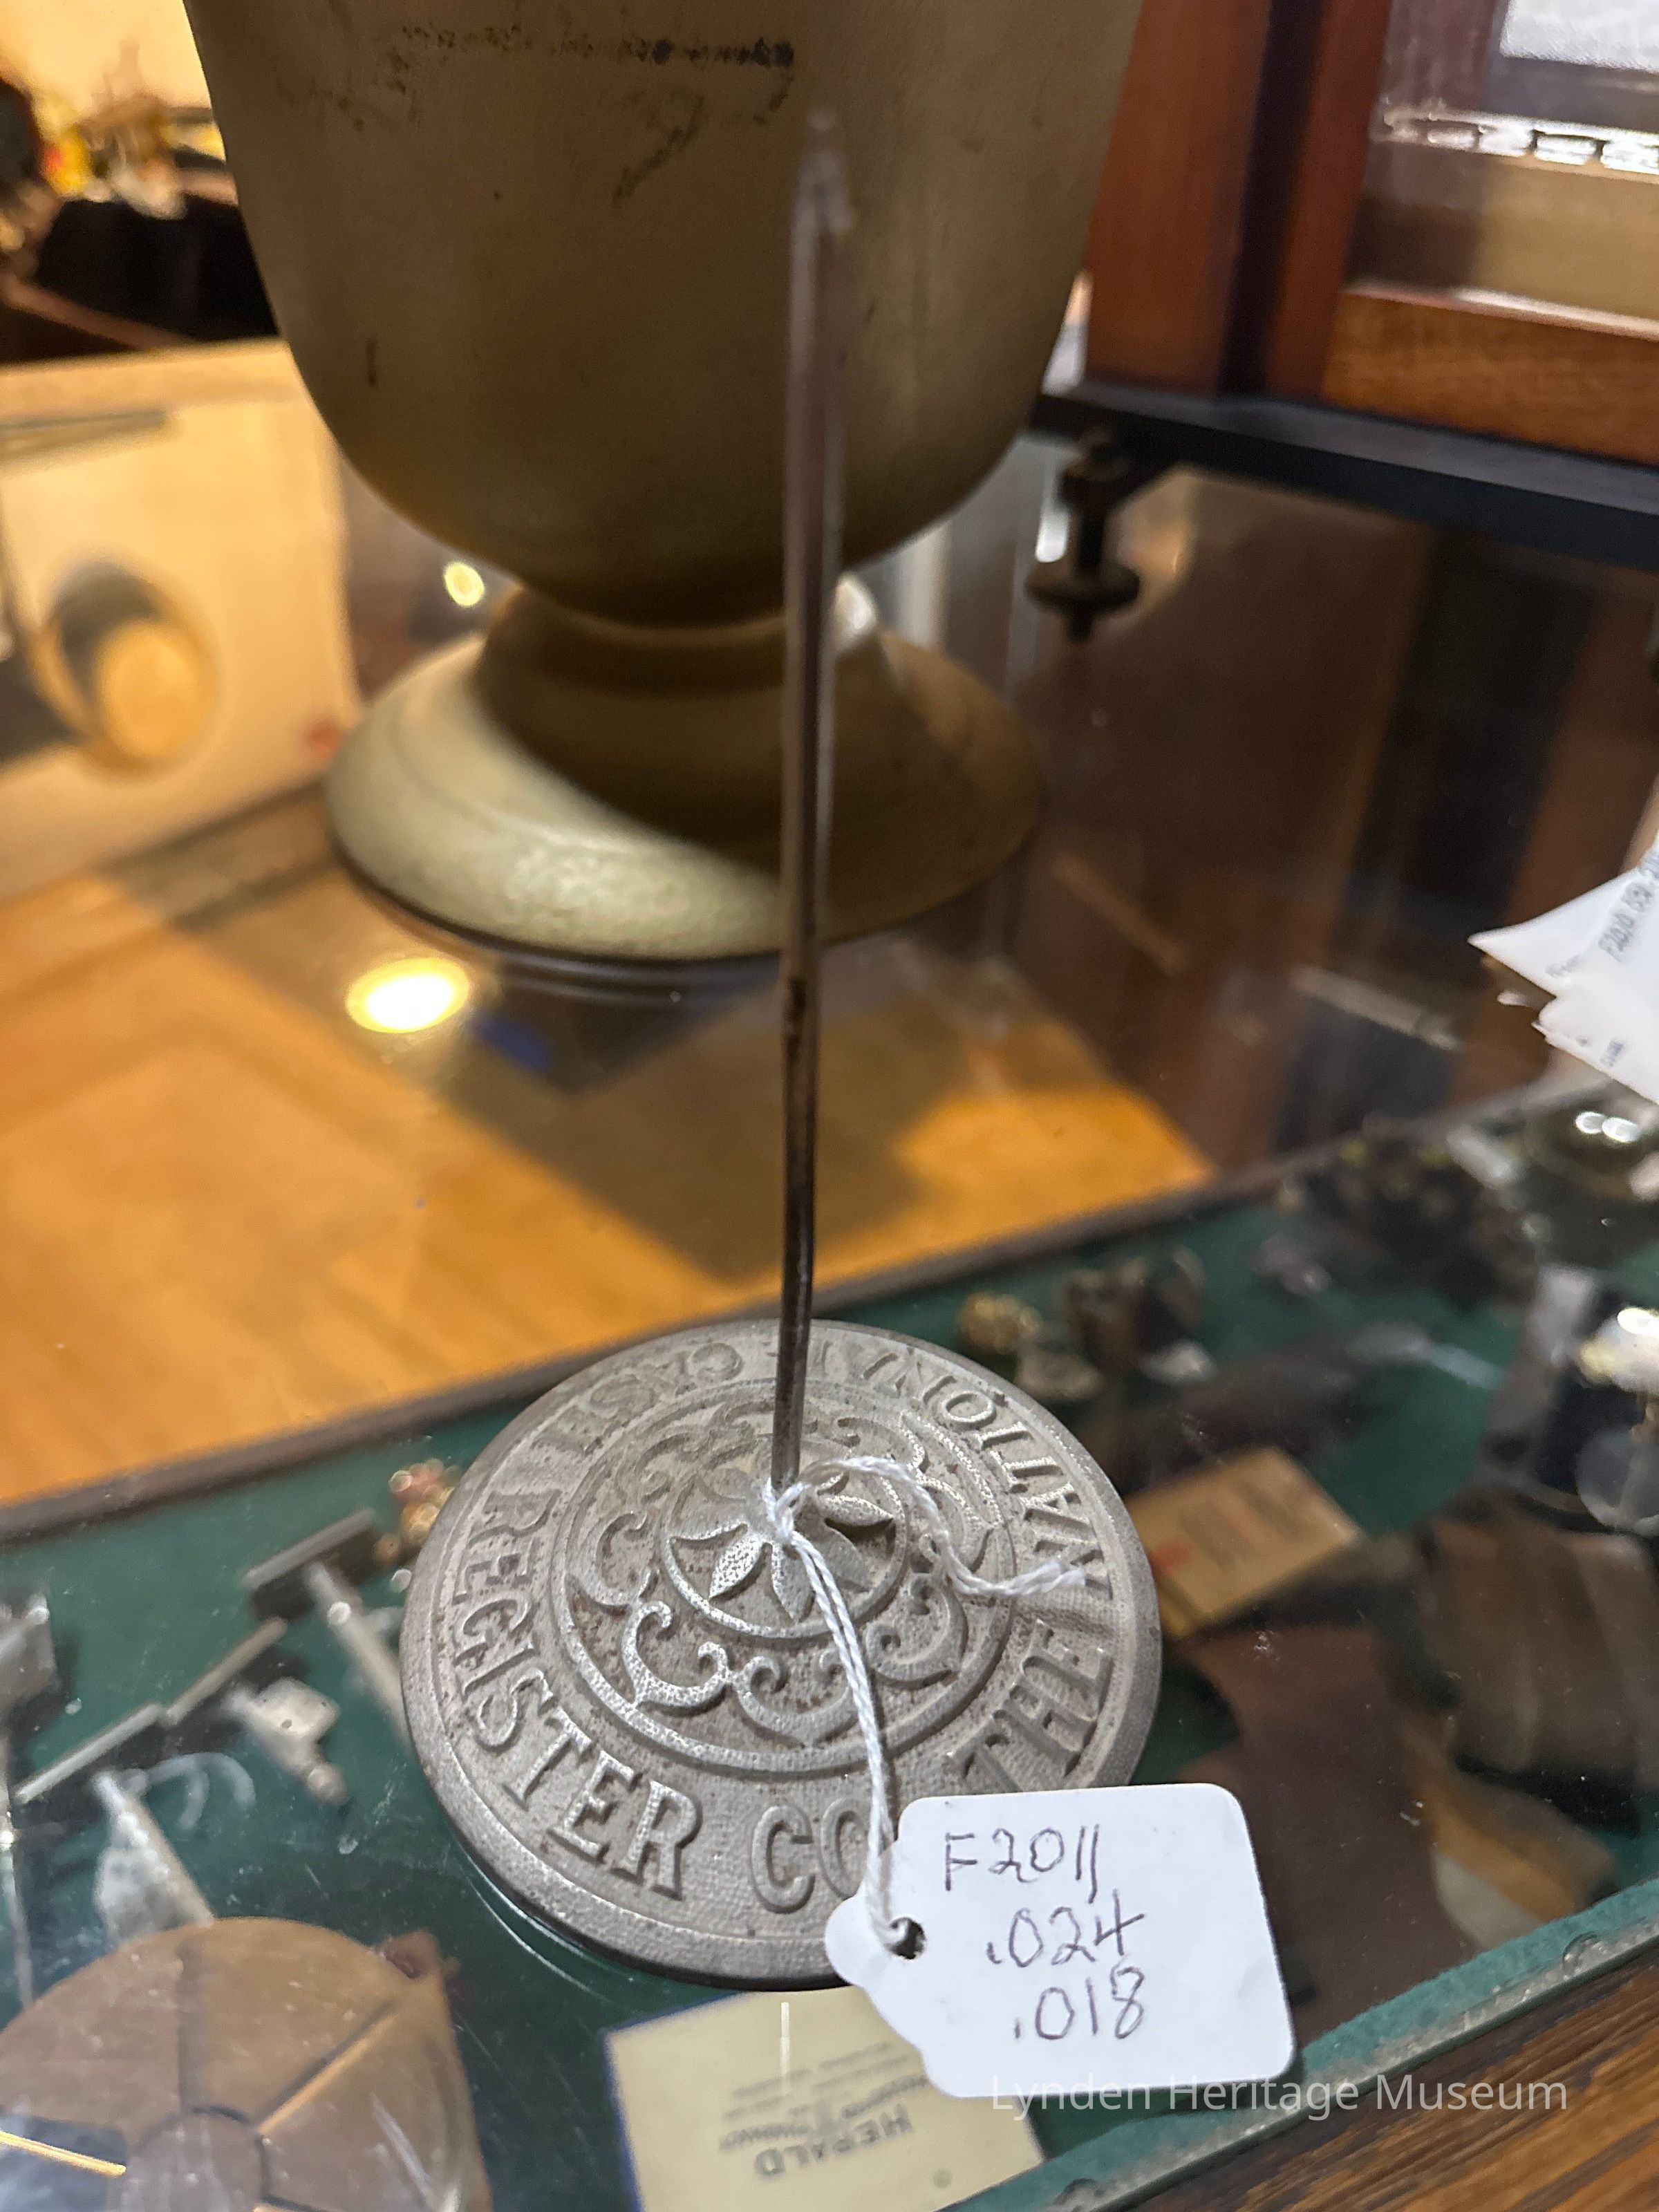 THE NATIONAL CASH REGISTER CO
F2011
.024
.018
HERALD
Lynden Heritage Museum